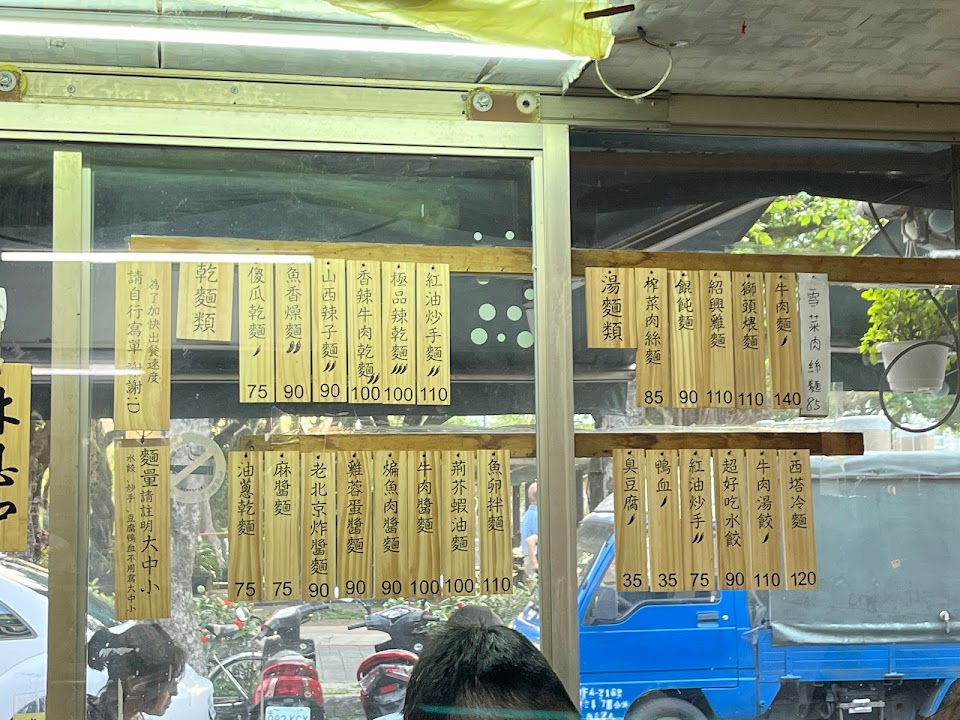 為了加快出餐速度
請自行寫單 謝謝:D
乾麵類
傻瓜乾麵 75
魚香燥麵 90
山西辣子麵 90
香辣牛肉乾麵 100
極品辣乾麵 100
紅油炒手麵 110
湯麵類
榨菜肉絲麵 85
餛飩麵 90
紹興雞麵 110
獅頭煨麵 110
牛肉麵 140
雪菜肉絲麵 85
麵量請註明大中小
水餃、炒手、豆腐鴨血不用寫大中小
油蔥乾麵 75
麻醬麵 75
老北京炸醬麵 90
雞蓉蛋醬麵 90
煸魚肉醬麵 90
牛肉醬麵 100
荊芥蝦油麵 100
魚卵拌麵 110
臭豆腐 35
鴨血 35
紅油炒手 75
超好吃水餃 90
牛肉湯餃 110
西塔冷麵 120